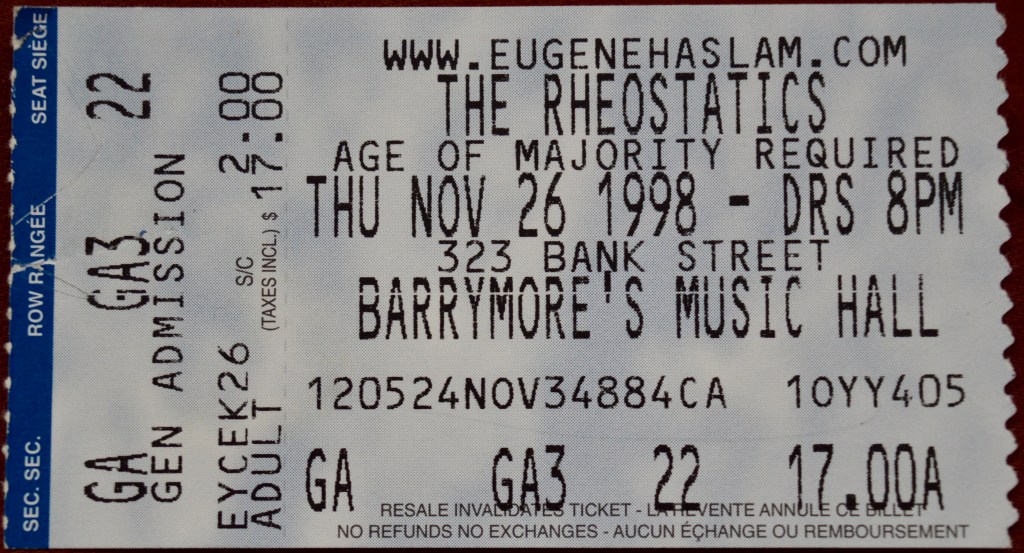 SEC. SEC. ROW RANGÉE SEAT SIÈGE
GA GA3 22
GEN ADMISSION
EYCEK26 S/C 2.00
ADULT (TAXES INCL.) $ 17.00
WWW.EUGENEHASLAM.COM
THE RHEOSTATICS
AGE OF MAJORITY REQUIRED
THU NOV 26 1998 - DRS 8PM
323 BANK STREET
BARRYMORE'S MUSIC HALL
120524NOV34884CA 10YY405
GA GA3 22 17.00A
RESALE INVALIDATES TICKET - LA REVENTE ANNULE CE BILLET
NO REFUNDS NO EXCHANGES - AUCUN ÉCHANGE OU REMBOURSEMENT